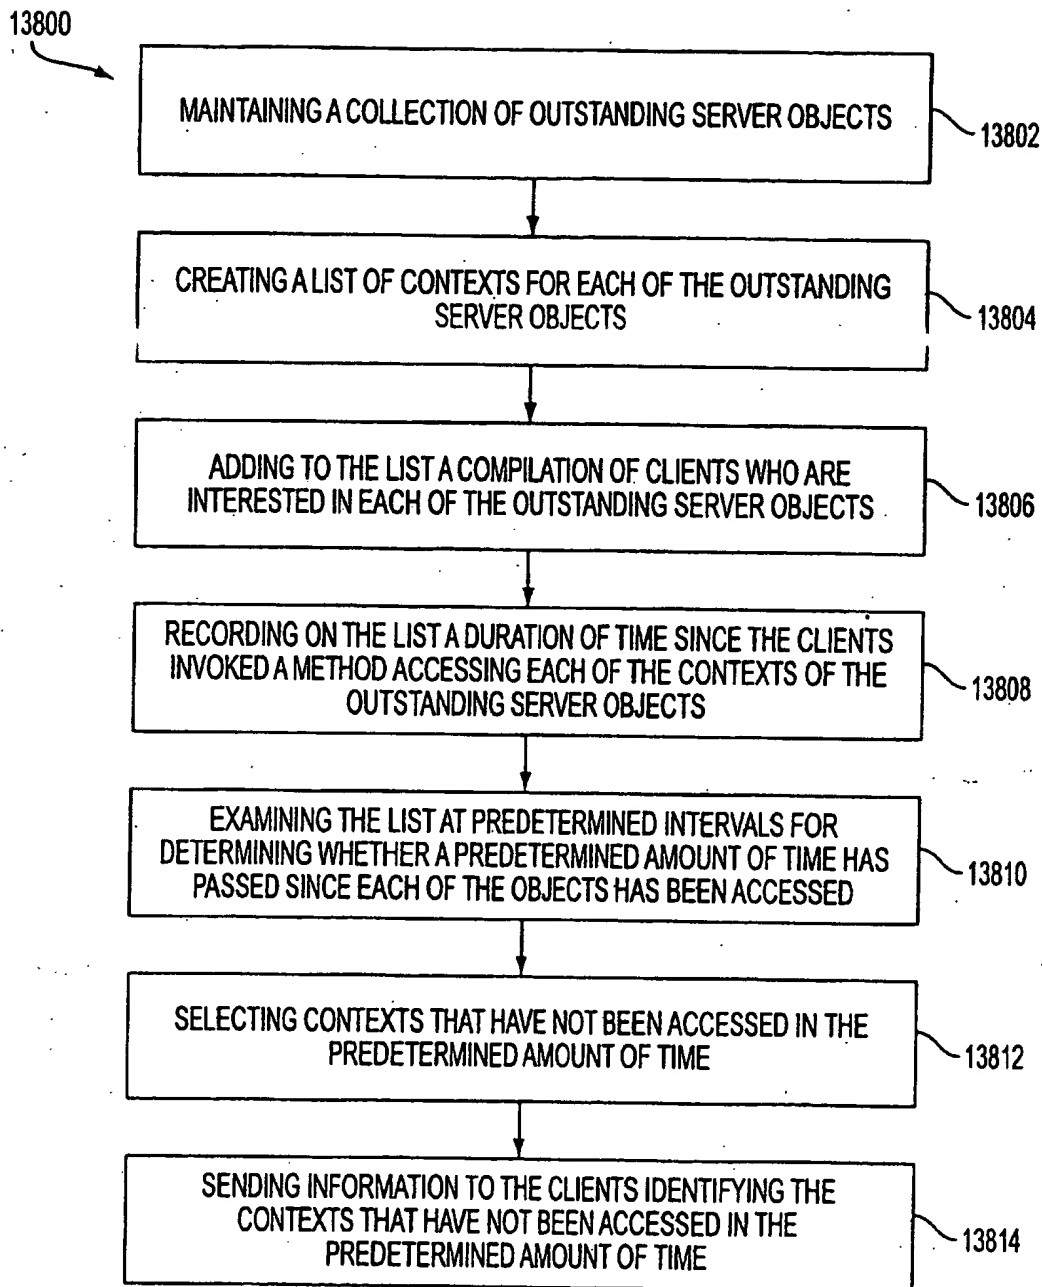 13800
MAINTAINING A COLLECTION OF OUTSTANDING SERVER OBJECTS
13802
CREATING A LIST OF CONTEXTS FOR EACH OF THE OUTSTANDING
SERVER OBJECTS
13804
ADDING TO THE LIST A COMPILATION OF CLIENTS WHO ARE
INTERESTED IN EACH OF THE OUTSTANDING SERVER OBJECTS
13806
RECORDING ON THE LIST A DURATION OF TIME SINCE THE CLIENTS
INVOKED A METHOD ACCESSING EACH OF THE CONTEXTS OF THE
OUTSTANDING SERVER OBJECTS
13808
EXAMINING THE LIST AT PREDETERMINED INTERVALS FOR
DETERMINING WHETHER A PREDETERMINED AMOUNT OF TIME HAS
PASSED SINCE EACH OF THE OBJECTS HAS BEEN ACCESSED
13810
SELECTING CONTEXTS THAT HAVE NOT BEEN ACCESSED IN THE
PREDETERMINED AMOUNT OF TIME
13812
SENDING INFORMATION TO THE CLIENTS IDENTIFYING THE
CONTEXTS THAT HAVE NOT BEEN ACCESSED IN THE
PREDETERMINED AMOUNT OF TIME
13814